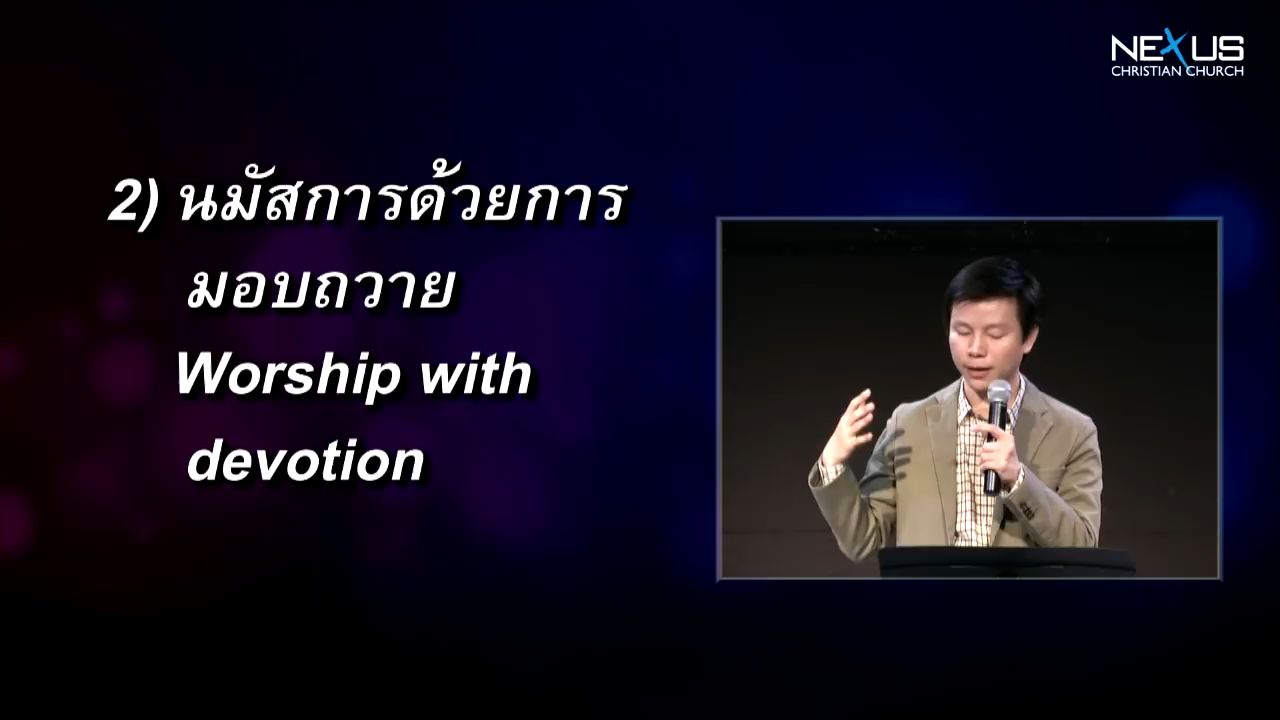 NEXUS
CHRISTIAN CHURCH
2) นมัสการด้วยการ
มอบถวาย
Worship with
devotion